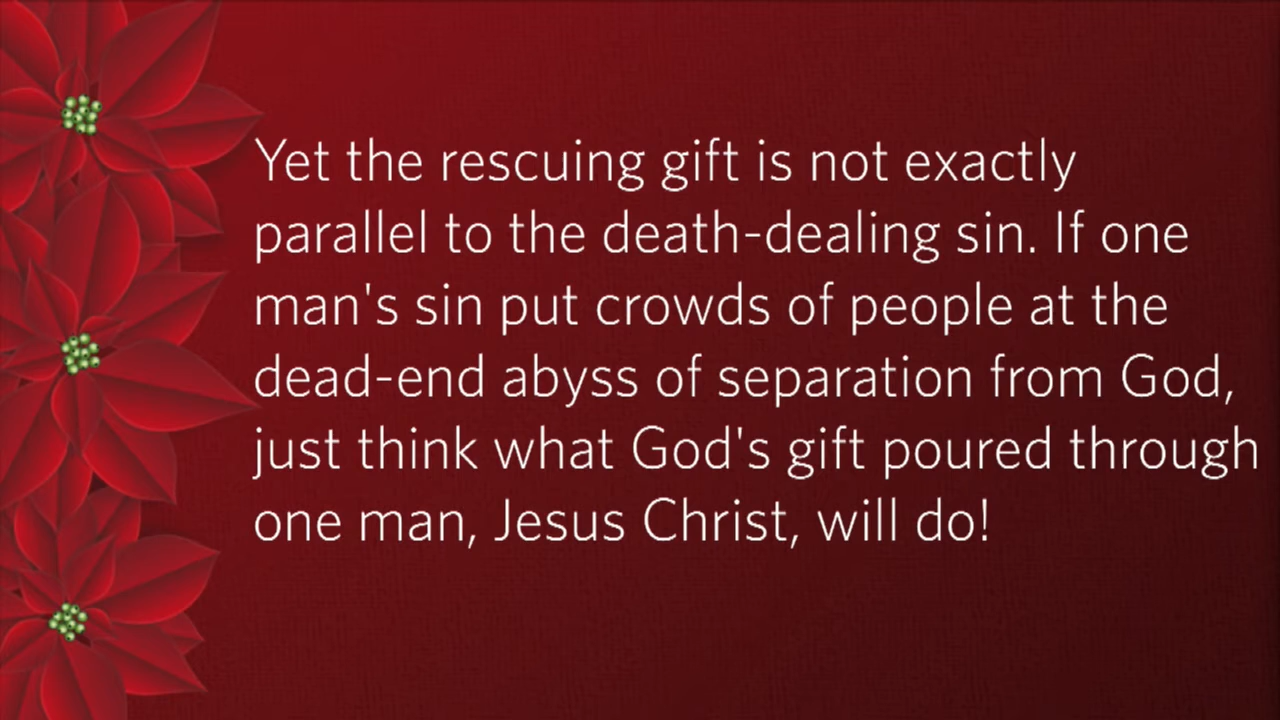 Yet the rescuing gift is not exactly
parallel to the death-dealing sin. If one
man's sin put crowds of people at the
dead-end abyss of separation from God,
just think what God's gift poured through
one man, Jesus Christ, will do!